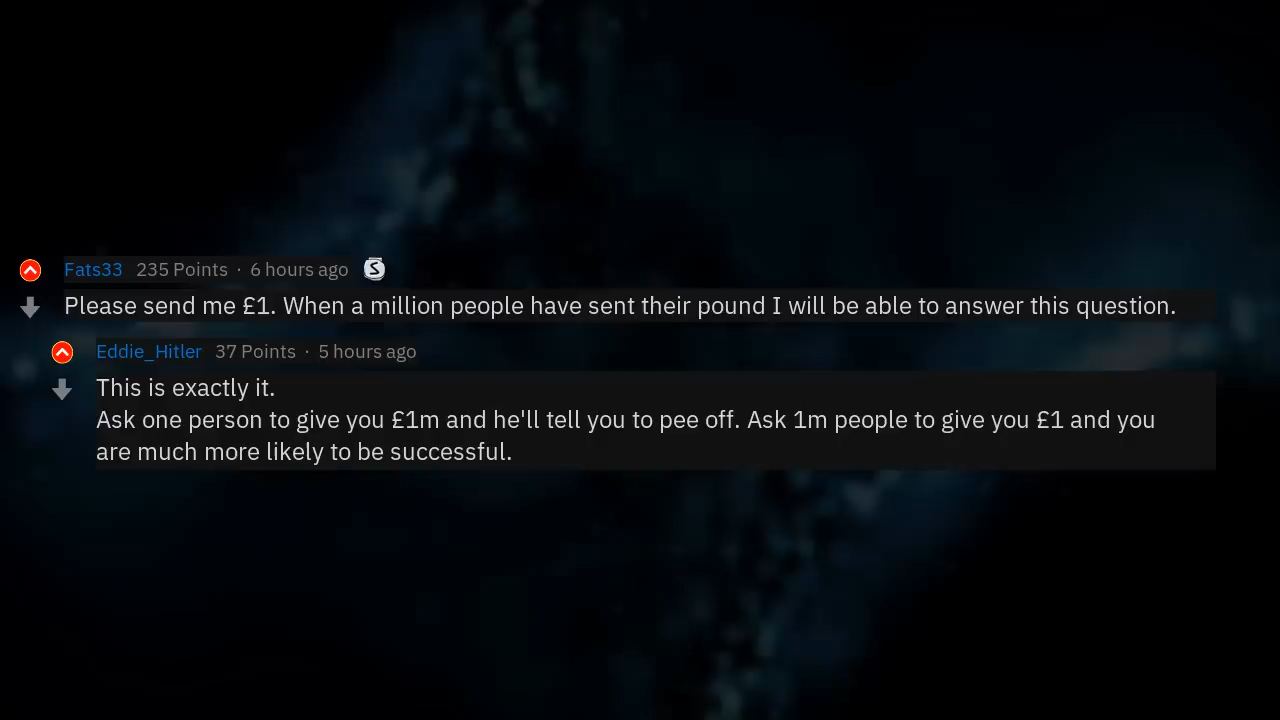 Fats33 235 Points · 6 hours ago S
Please send me £1. When a million people have sent their pound I will be able to answer this question.
Eddie_Hitler 37 Points · 5 hours ago
This is exactly it.
Ask one person to give you £1m and he'll tell you to pee off. Ask 1m people to give you £1 and you
are much more likely to be successful.